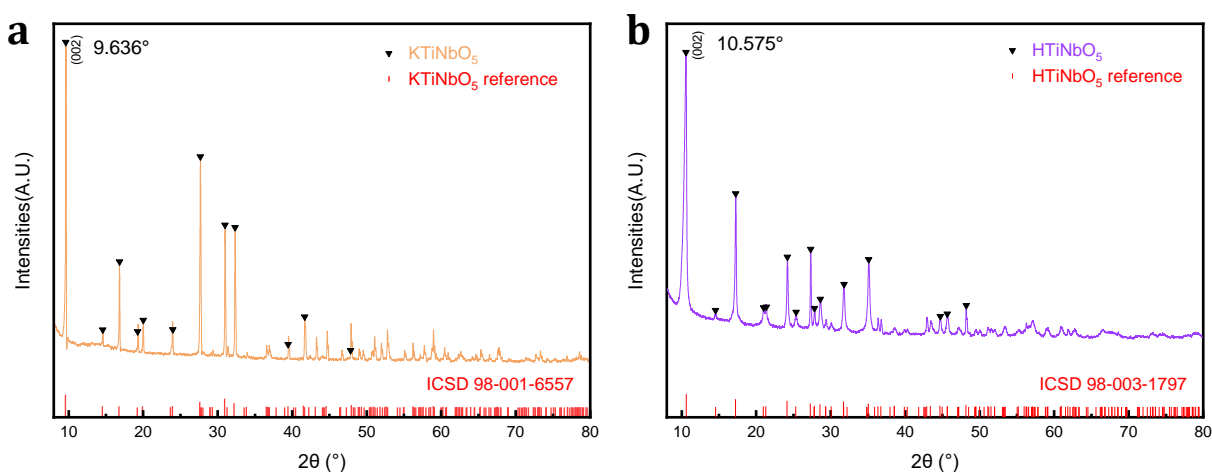 a
(002)
9.636°
KTiNbO₅
KTiNbO₅ reference
ICSD 98-001-6557
Intensities(A.U.)
10 20 30 40 50 60 70 80
2θ (°)
b
(002)
10.575°
HTiNbO₅
HTiNbO₅ reference
ICSD 98-003-1797
Intensities(A.U.)
10 20 30 40 50 60 70 80
2θ (°)